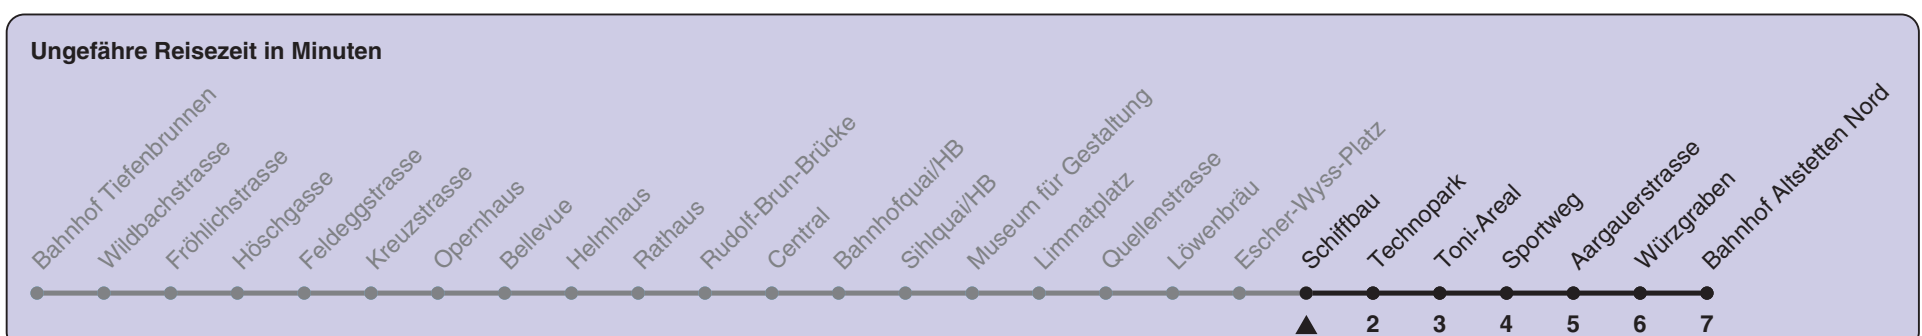 Ungefähre Reisezeit in Minuten
Bahnhof Tiefenbrunnen
Wildbachstrasse
Fröhlichstrasse
Höschgasse
Feldeggstrasse
Kreuzstrasse
Opernhaus
Bellevue
Helmhaus
Rathaus
Rudolf-Brun-Brücke
Central
Bahnhofquai/HB
Sihlquai/HB
Museum für Gestaltung
Limmatplatz
Quellenstrasse
Löwenbräu
Escher-Wyss-Platz
Schiffbau
Technopark
Toni-Areal
Sportweg
Aargauerstrasse
Würzgraben
Bahnhof Altstetten Nord
2 3 4 5 6 7